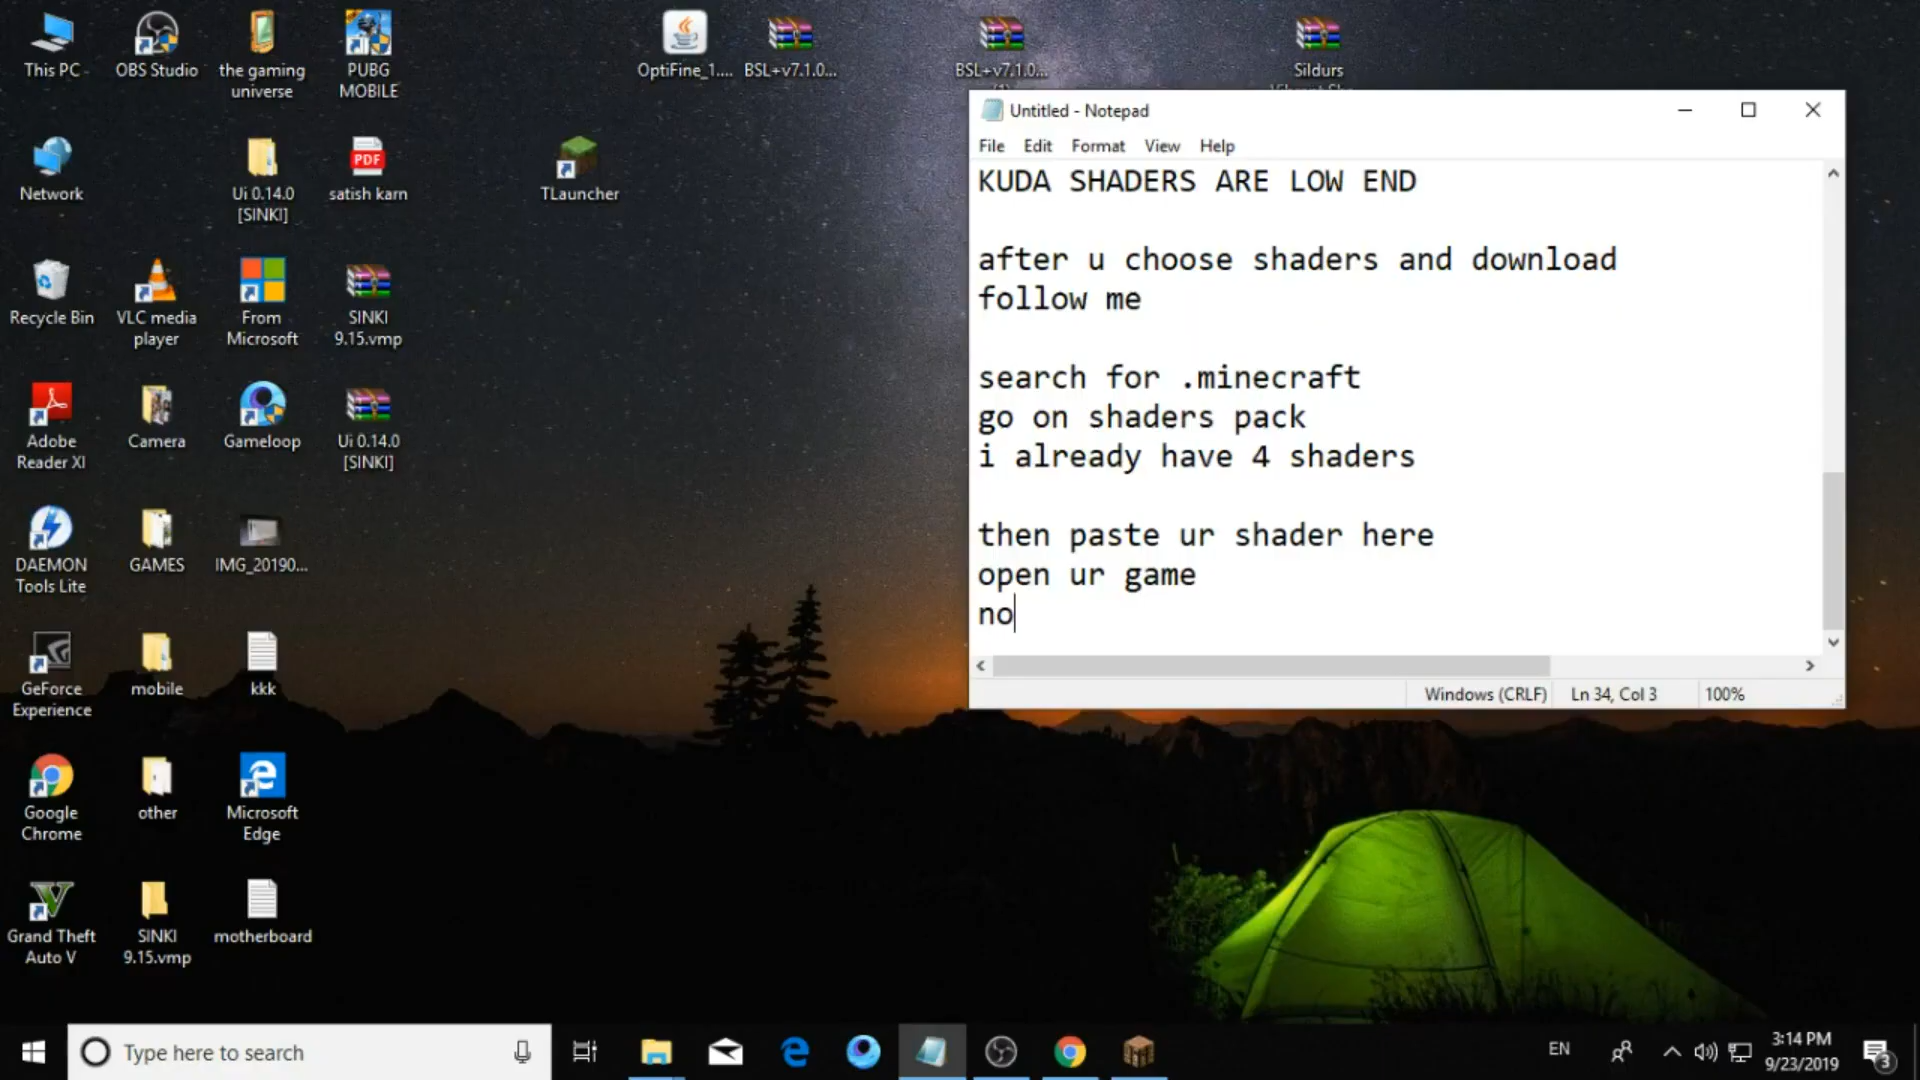 This PC
OBS Studio
the gaming
universe
PUBG
MOBILE
OptiFine_1....
BSL+v7.1.0...
BSL+v7.1.0...
Sildurs
Network
Ui 0.14.0
[SINKI]
PDF
satish karn
TLauncher
Recycle Bin
VLC media
player
From
Microsoft
SINKI
9.15.vmp
Adobe
Reader XI
Camera
Gameloop
Ui 0.14.0
[SINKI]
DAEMON
Tools Lite
GAMES
IMG_20190...
GeForce
Experience
mobile
kkk
Google
Chrome
other
Microsoft
Edge
Grand Theft
Auto V
SINKI
9.15.vmp
motherboard
Untitled - Notepad
File Edit Format View Help
KUDA SHADERS ARE LOW END
after u choose shaders and download
follow me
search for .minecraft
go on shaders pack
i already have 4 shaders
then paste ur shader here
open ur game
no
Windows (CRLF) Ln 34, Col 3 100%
Type here to search
EN
3:14 PM
9/23/2019
3